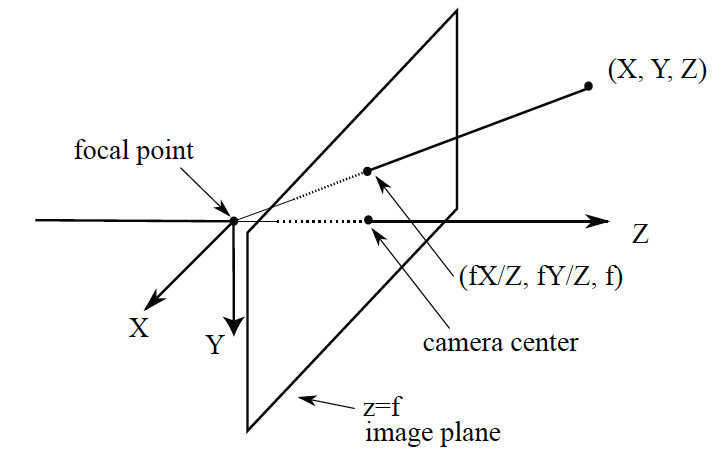 (X, Y, Z)
focal point
Z
(fX/Z, fY/Z, f)
X
Y
camera center
z=f
image plane